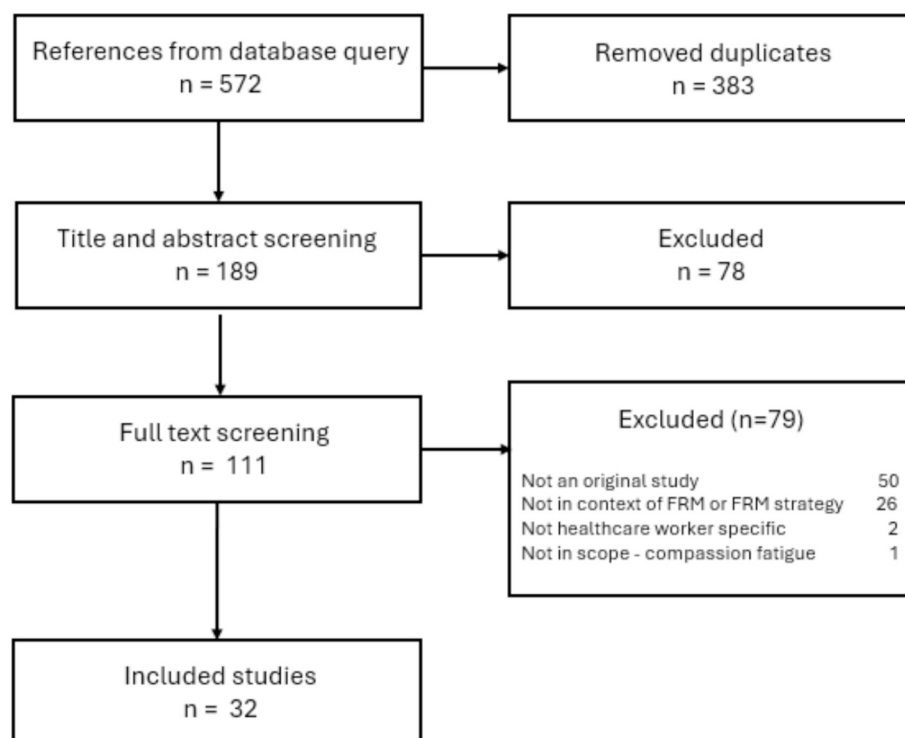 References from database query
n = 572
Removed duplicates
n = 383
Title and abstract screening
n = 189
Excluded
n = 78
Full text screening
n = 111
Excluded (n=79)
Not an original study 50
Not in context of FRM or FRM strategy 26
Not healthcare worker specific 2
Not in scope - compassion fatigue 1
Included studies
n = 32